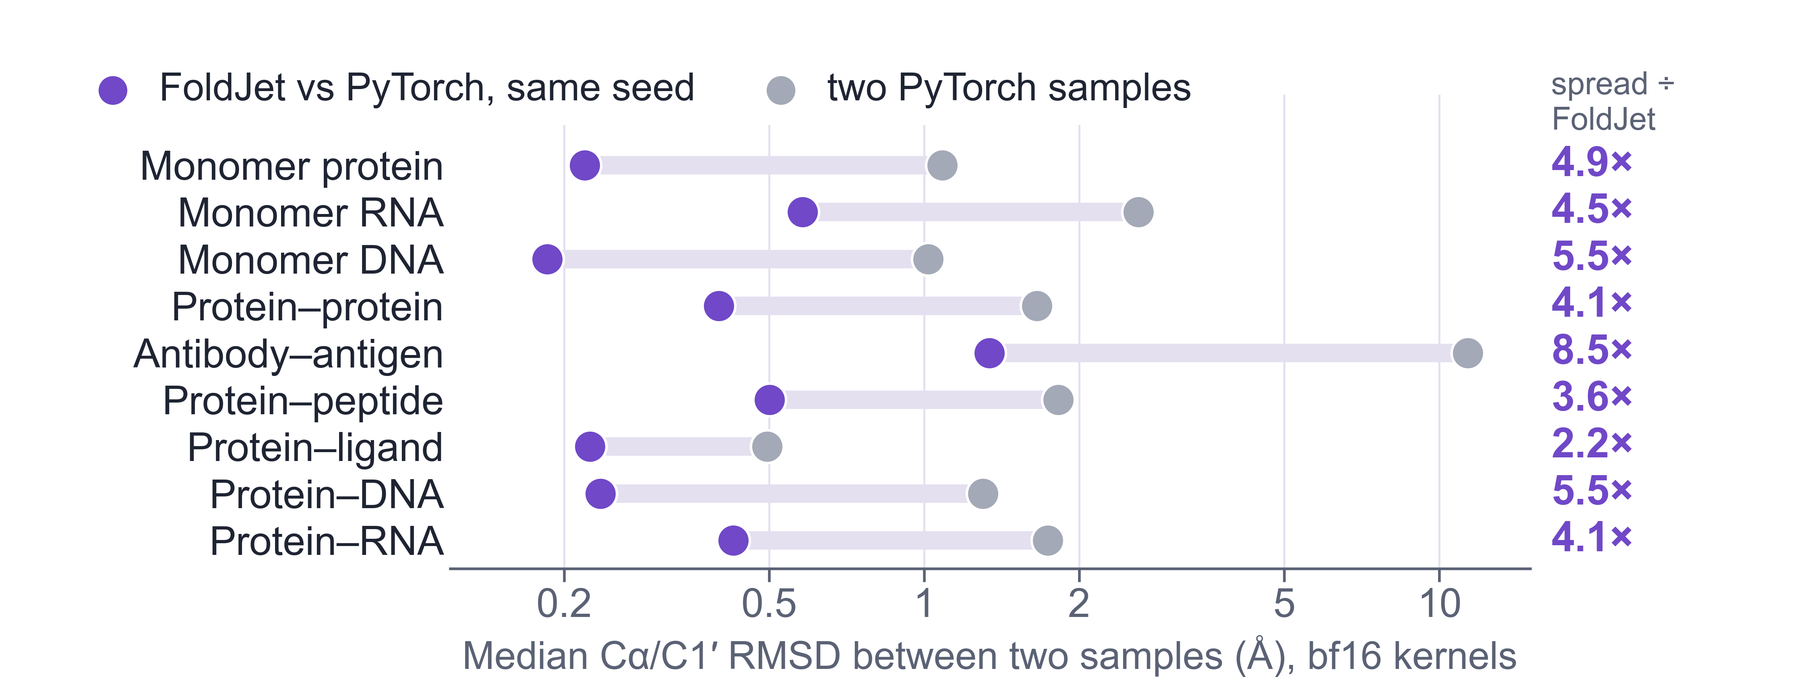 FoldJet vs PyTorch, same seed
two PyTorch samples
spread ÷
FoldJet
Monomer protein 4.9×
Monomer RNA 4.5×
Monomer DNA 5.5×
Protein–protein 4.1×
Antibody–antigen 8.5×
Protein–peptide 3.6×
Protein–ligand 2.2×
Protein–DNA 5.5×
Protein–RNA 4.1×
0.2 0.5 1 2 5 10
Median Cα/C1′ RMSD between two samples (Å), bf16 kernels